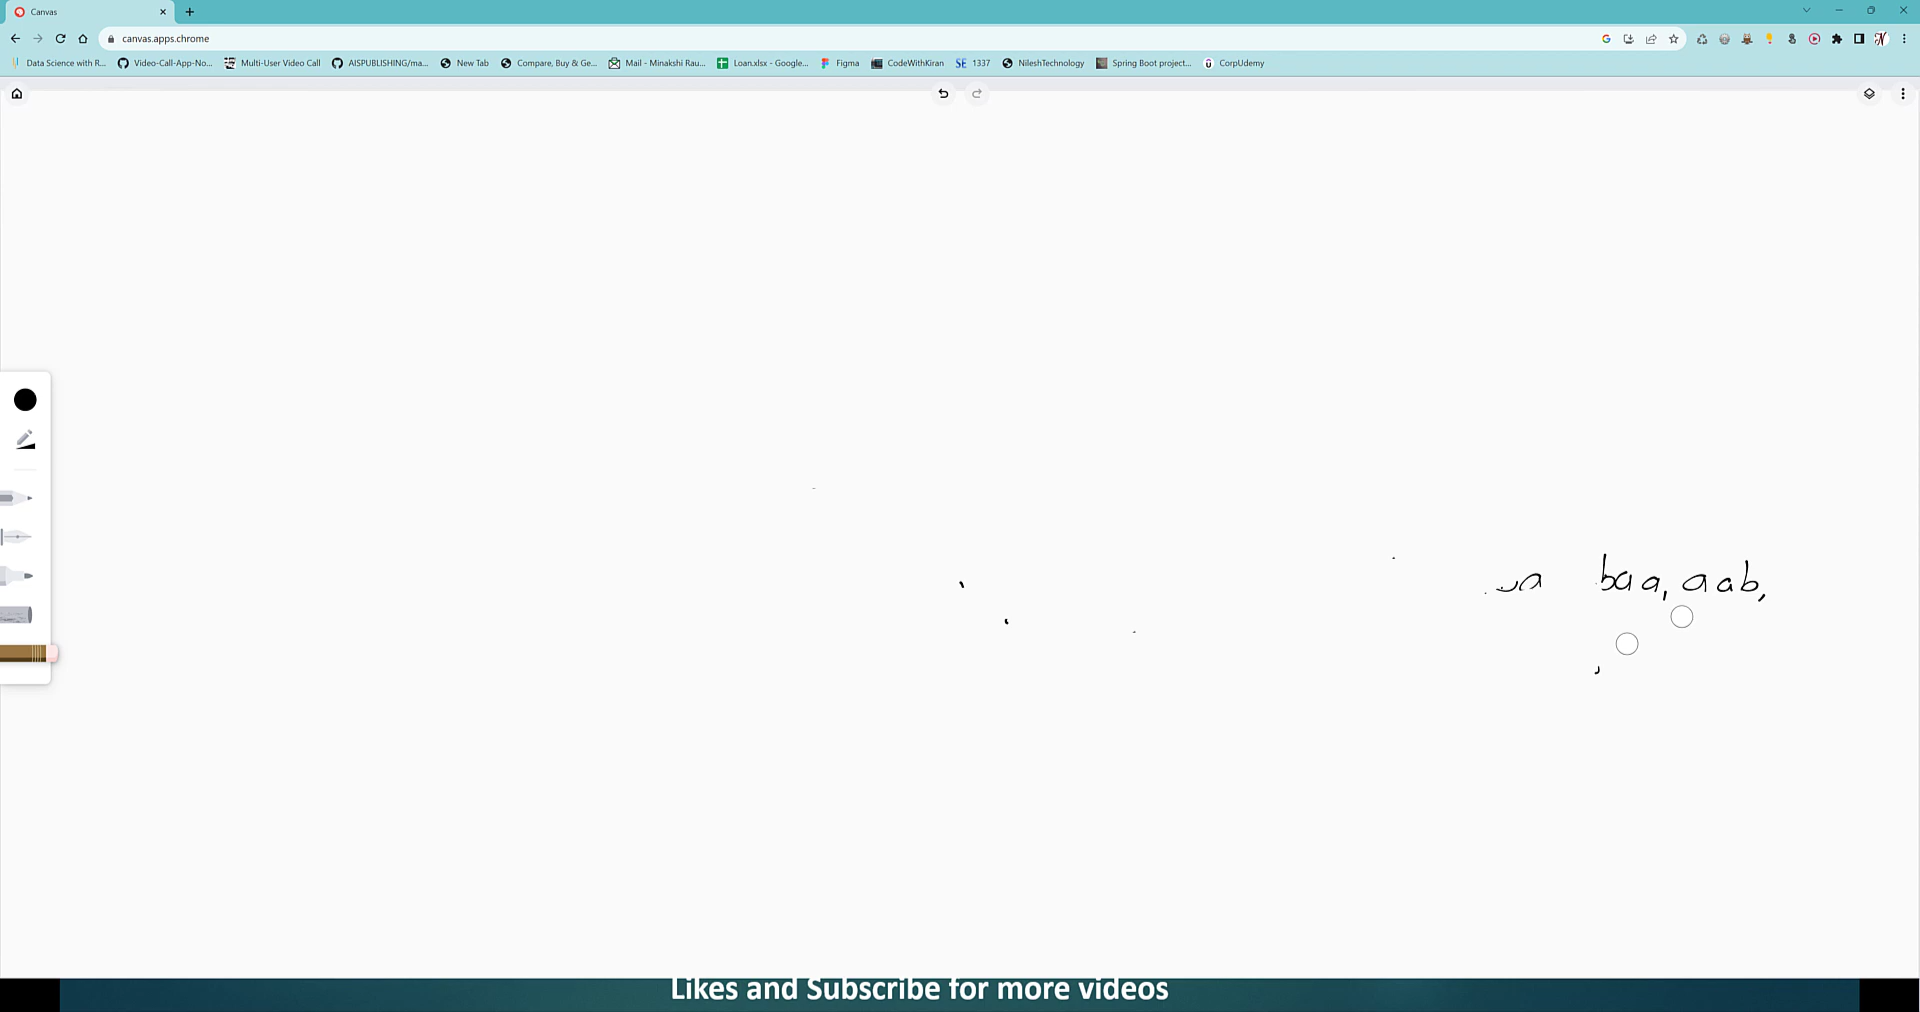 Canvas
canvas.apps.chrome
Data Science with R...
Video-Call-App-No...
Multi-User Video Call
AISPUBLISHING/ma...
New Tab
Compare, Buy & Ge...
Mail - Minakshi Rau...
Loan.xlsx - Google...
Figma
CodeWithKiran
SE 1337
NileshTechnology
Spring Boot project...
CorpUdemy
baa, aab,
Likes and Subscribe for more videos